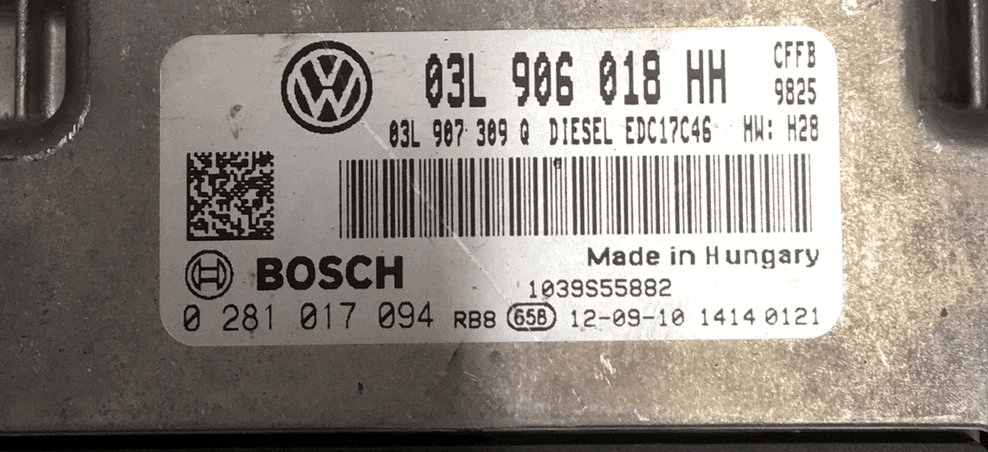 03L 906 018 HH CFFB
9825
03L 907 309 Q DIESEL EDC17C46 HW: H28
Made in Hungary
BOSCH
1039S55882
0 281 017 094 RB8 658 12-09-10 1414 0121